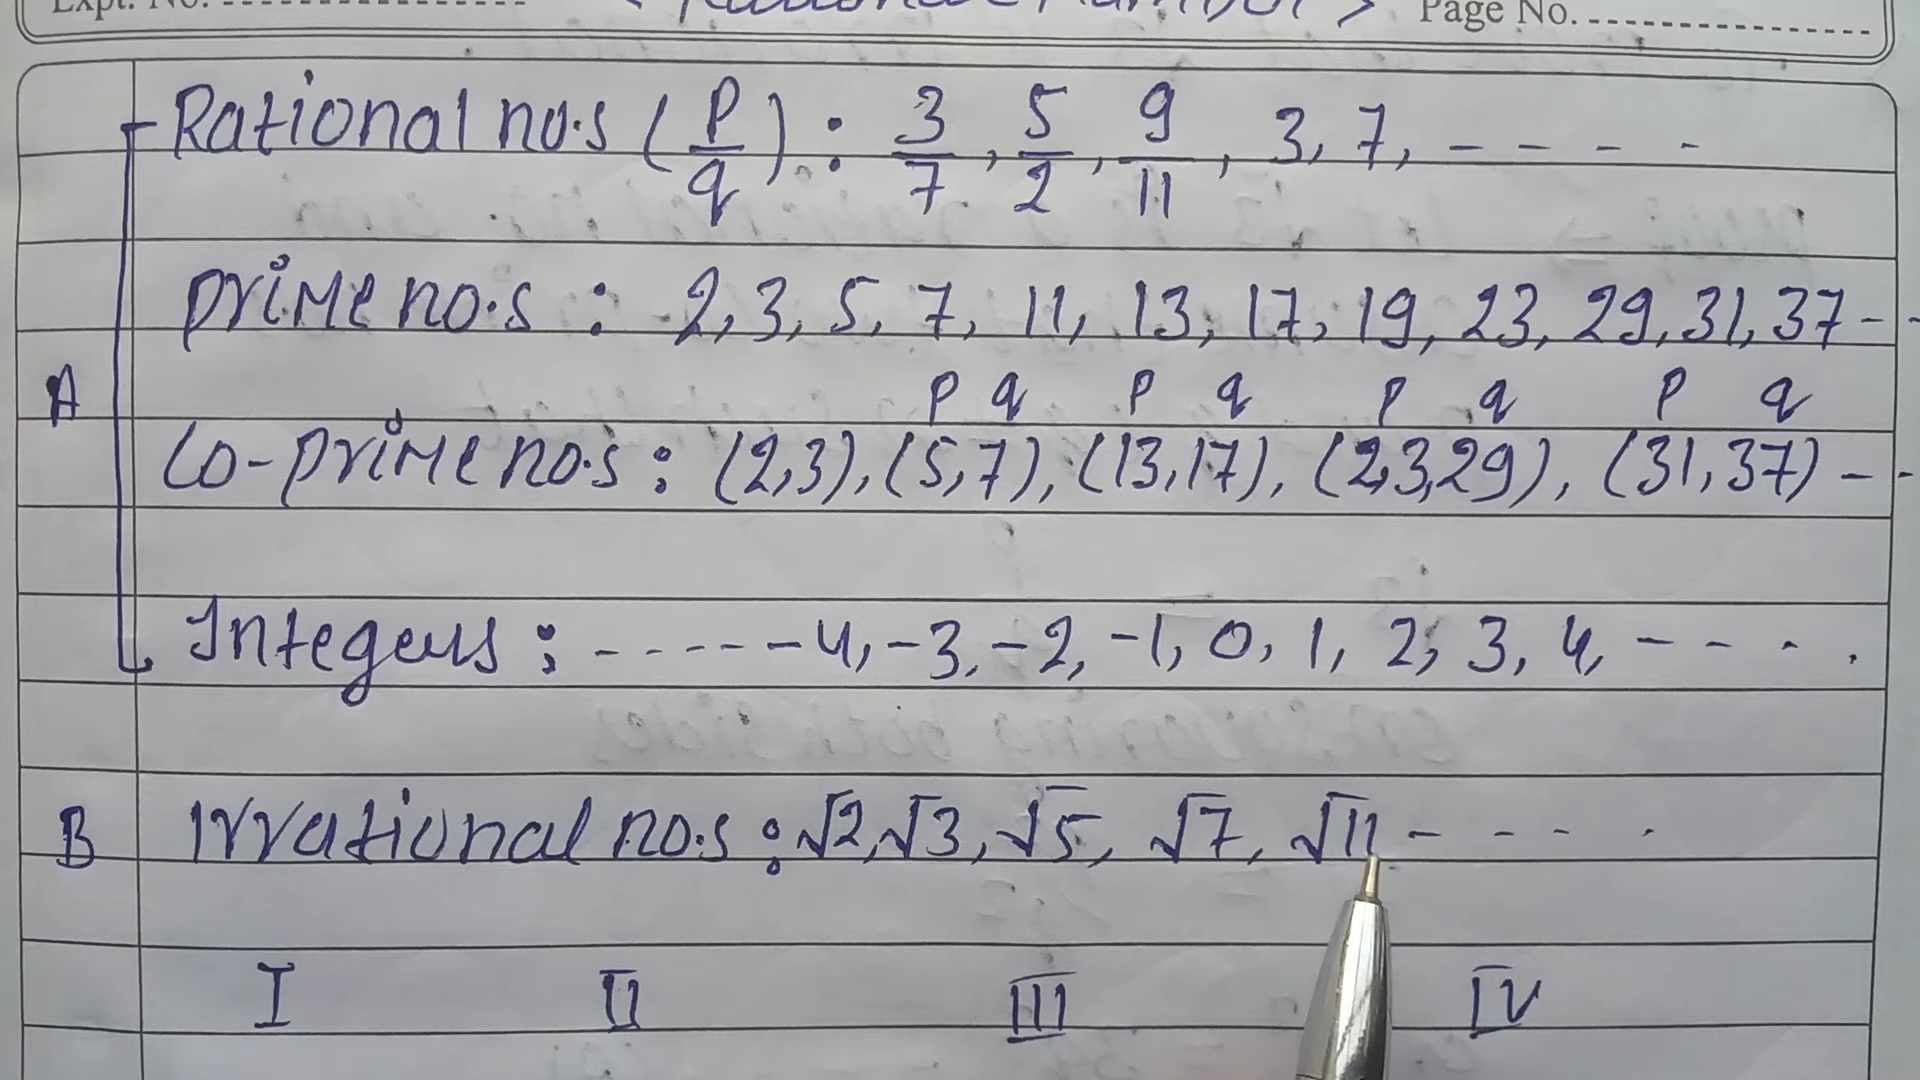 Expt. No. Page No.
Rational no.s (p/q) : 3/7, 5/2, 9/11, 3, 7, - - - -
prime no.s : 2, 3, 5, 7, 11, 13, 17, 19, 23, 29, 31, 37 - -
A
p q p q p q p q
Co-prime no.s : (2,3), (5,7), (13,17), (2,3,29), (31,37) - -
Integers : - - - - - -4, -3, -2, -1, 0, 1, 2, 3, 4, - - - .
B Irrational no.s : √2, √3, √5, √7, √11 - - - -
I II III IV